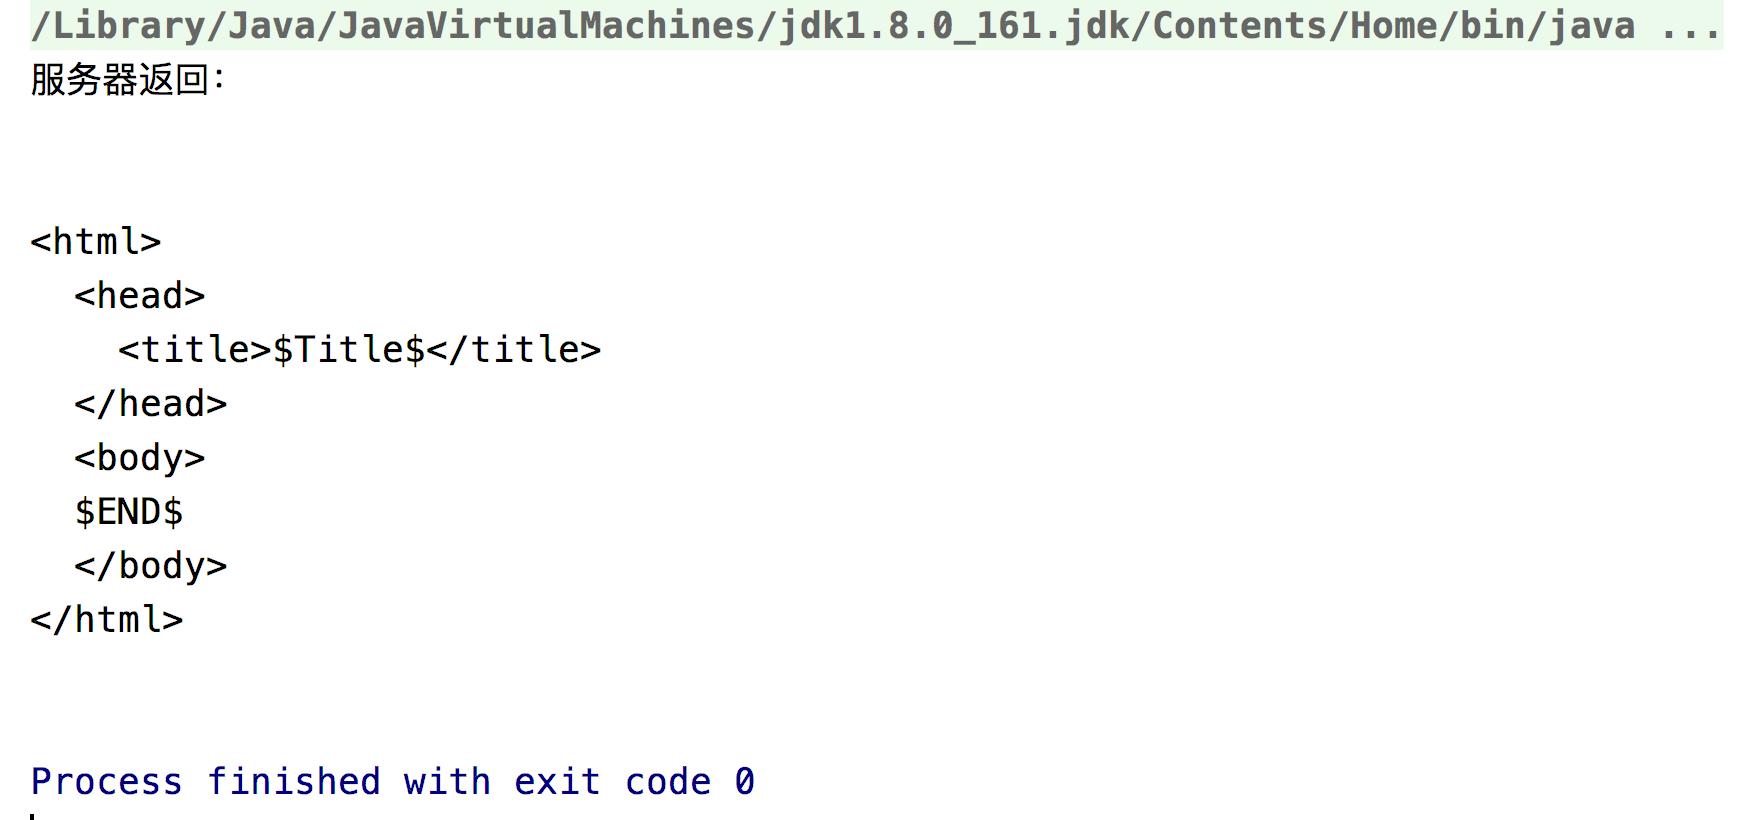 /Library/Java/JavaVirtualMachines/jdk1.8.0_161.jdk/Contents/Home/bin/java ...
服务器返回：
<html>
  <head>
    <title>$Title$</title>
  </head>
  <body>
  $END$
  </body>
</html>
Process finished with exit code 0